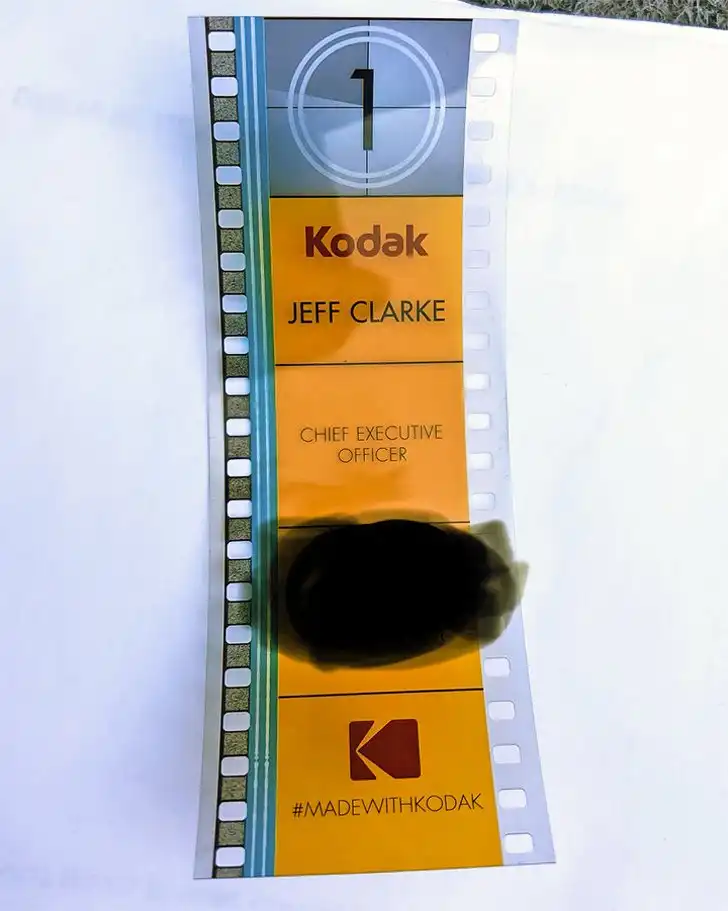 1
Kodak
JEFF CLARKE
CHIEF EXECUTIVE
OFFICER
#MADEWITHKODAK